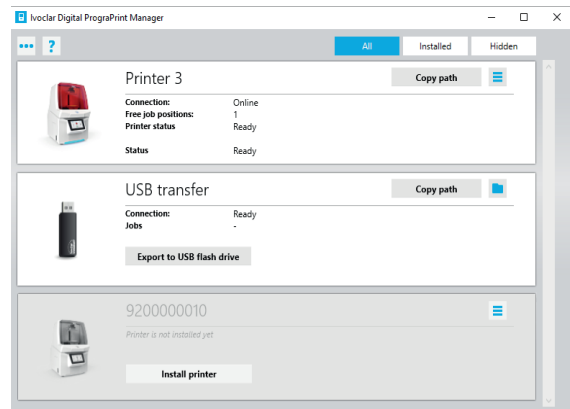 Ivoclar Digital PrograPrint Manager
?
All Installed Hidden
Printer 3
Copy path
Connection: Online
Free job positions: 1
Printer status Ready
Status Ready
USB transfer
Copy path
Connection: Ready
Jobs -
Export to USB flash drive
9200000010
Printer is not installed yet
Install printer